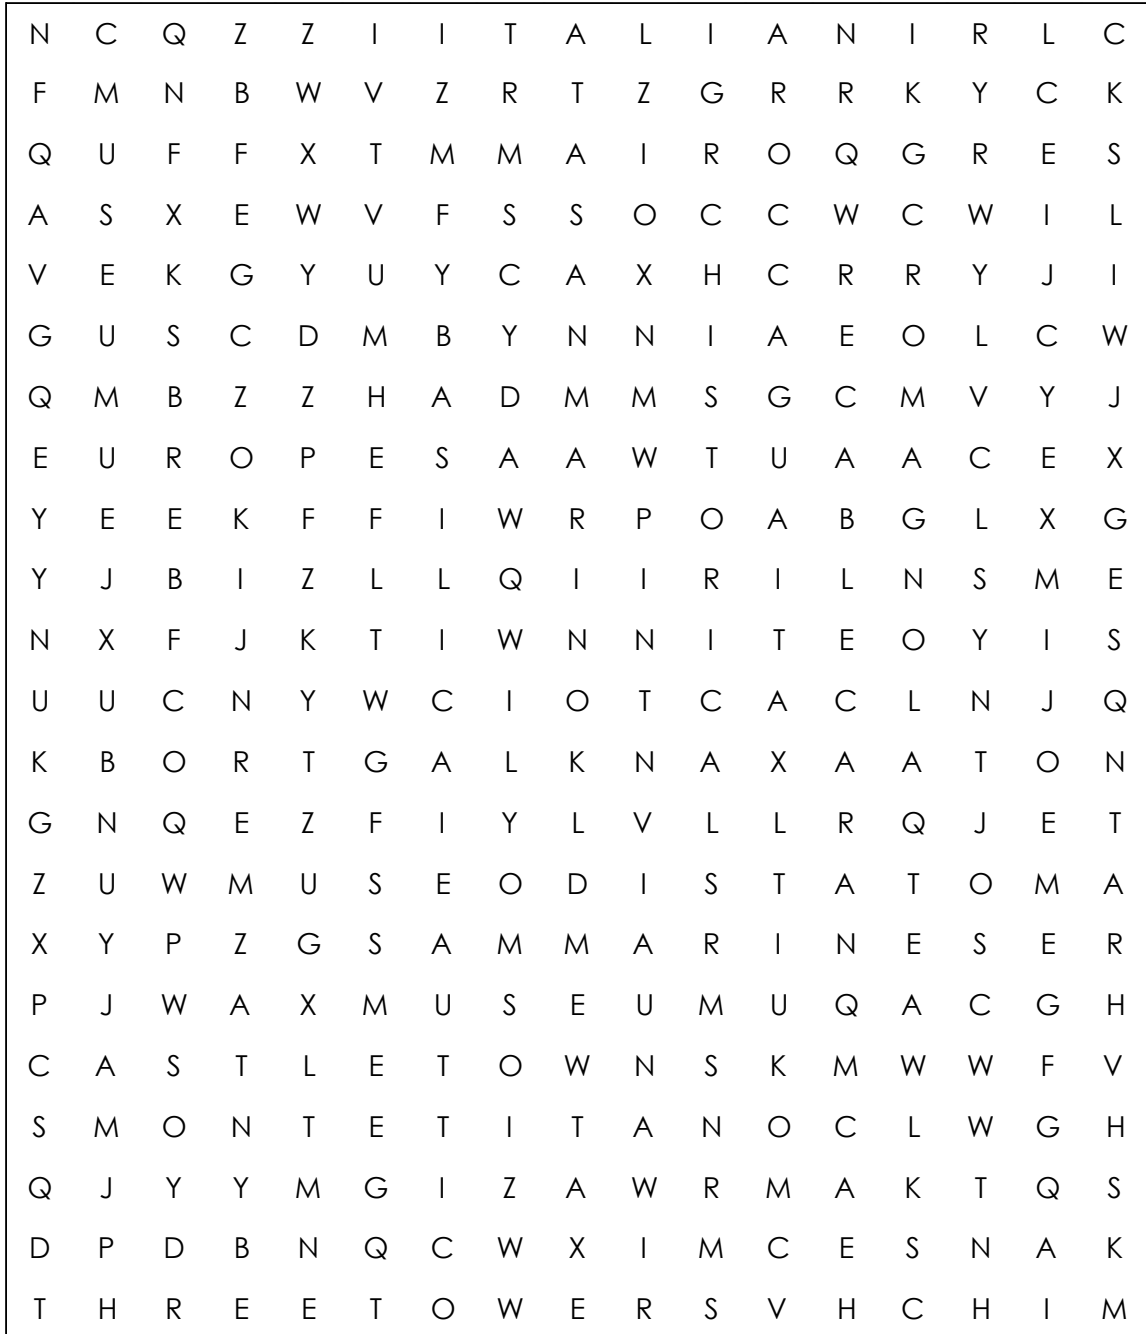 N C Q Z Z I I T A L I A N I R L C
F M N B W V Z R T Z G R R K Y C K
Q U F F X T M M A I R O Q G R E S
A S X E W V F S S O C C W C W I L
V E K G Y U Y C A X H C R R Y J I
G U S C D M B Y N N I A E O L C W
Q M B Z Z H A D M M S G C M V Y J
E U R O P E S A A W T U A A C E X
Y E E K F F I W R P O A B G L X G
Y J B I Z L L Q I I R I L N S M E
N X F J K T I W N N I T E O Y I S
U U C N Y W C I O T C A C L N J Q
K B O R T G A L K N A X A A T O N
G N Q E Z F I Y L V L L R Q J E T
Z U W M U S E O D I S T A T O M A
X Y P Z G S A M M A R I N E S E R
P J W A X M U S E U M U Q A C G H
C A S T L E T O W N S K M W W F V
S M O N T E T I T A N O C L W G H
Q J Y Y M G I Z A W R M A K T Q S
D P D B N Q C W X I M C E S N A K
T H R E E T O W E R S V H C H I M